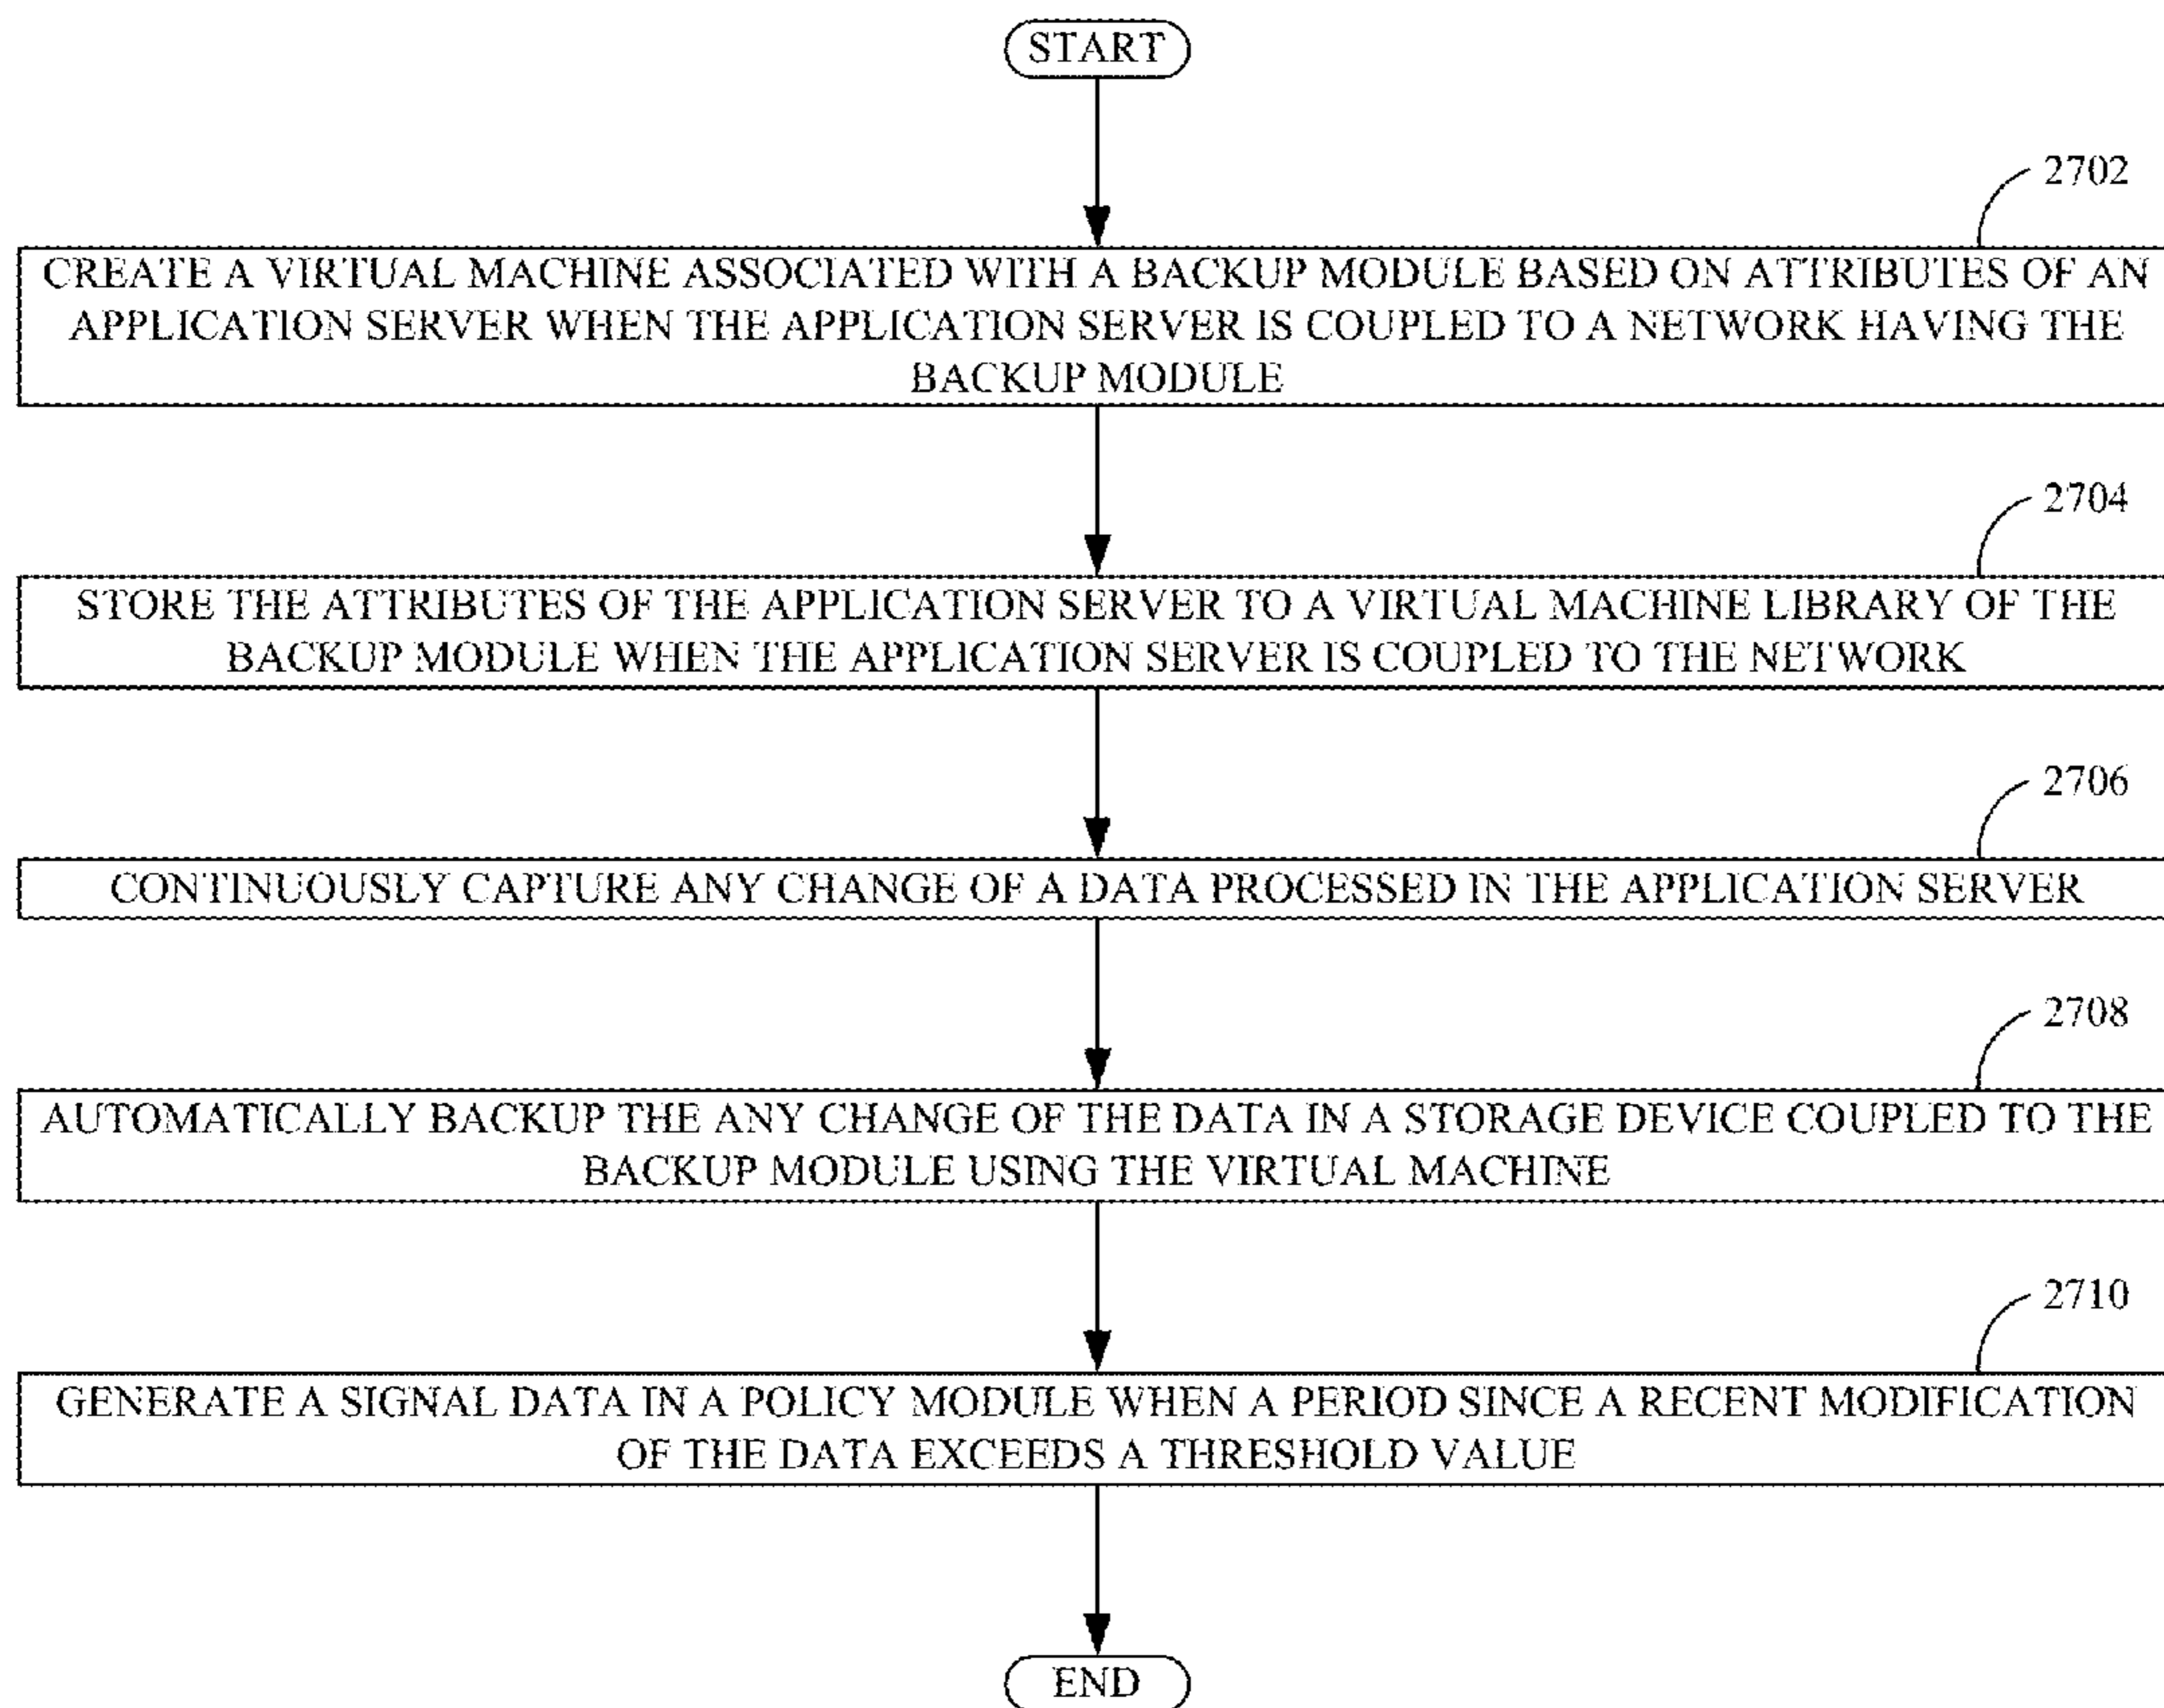 START
2702
CREATE A VIRTUAL MACHINE ASSOCIATED WITH A BACKUP MODULE BASED ON ATTRIBUTES OF AN
APPLICATION SERVER WHEN THE APPLICATION SERVER IS COUPLED TO A NETWORK HAVING THE
BACKUP MODULE
2704
STORE THE ATTRIBUTES OF THE APPLICATION SERVER TO A VIRTUAL MACHINE LIBRARY OF THE
BACKUP MODULE WHEN THE APPLICATION SERVER IS COUPLED TO THE NETWORK
2706
CONTINUOUSLY CAPTURE ANY CHANGE OF A DATA PROCESSED IN THE APPLICATION SERVER
2708
AUTOMATICALLY BACKUP THE ANY CHANGE OF THE DATA IN A STORAGE DEVICE COUPLED TO THE
BACKUP MODULE USING THE VIRTUAL MACHINE
2710
GENERATE A SIGNAL DATA IN A POLICY MODULE WHEN A PERIOD SINCE A RECENT MODIFICATION
OF THE DATA EXCEEDS A THRESHOLD VALUE
END